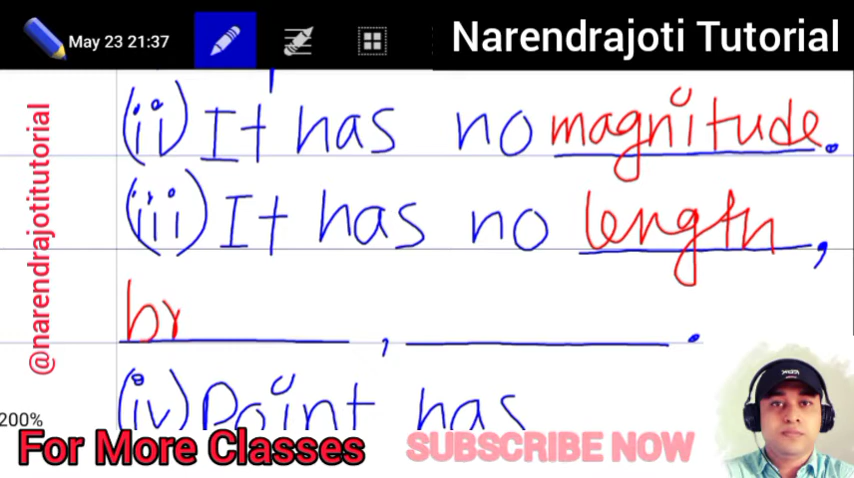 May 23 21:37
Narendrajoti Tutorial
@narendrajotitutorial
(ii) It has no magnitude.
(iii) It has no length,
br , .
(iv) Point has
200%
For More Classes
SUBSCRIBE NOW